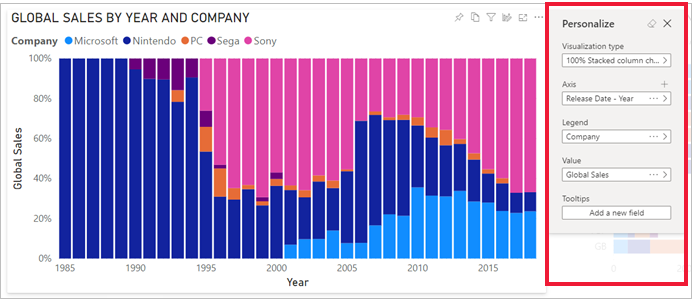 GLOBAL SALES BY YEAR AND COMPANY
Company Microsoft Nintendo PC Sega Sony
100%
80%
60%
40%
20%
0%
Global Sales
1985 1990 1995 2000 2005 2010 2015
Year
Personalize
Visualization type
100% Stacked column ch...
Axis
Release Date - Year
Legend
Company
Value
Global Sales
Tooltips
Add a new field
GB
0